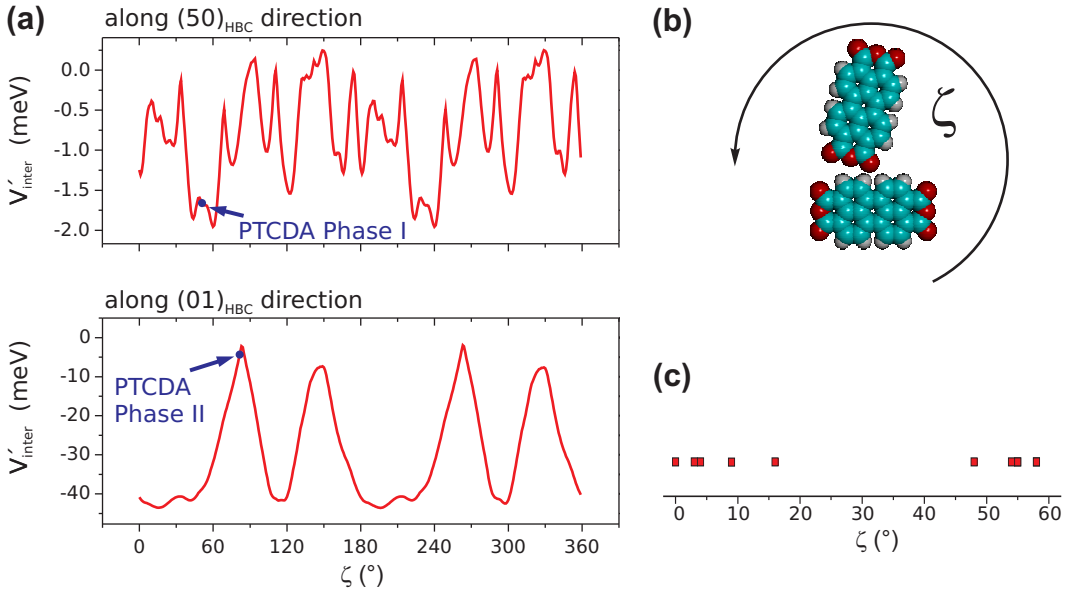 (a)
along (50)HBC direction
V′inter (meV)
0.0
-0.5
-1.0
-1.5
-2.0
PTCDA Phase I
along (01)HBC direction
V′inter (meV)
0
-10
-20
-30
-40
PTCDA
Phase II
0 60 120 180 240 300 360
ζ (°)
(b)
ζ
(c)
0 10 20 30 40 50 60
ζ (°)